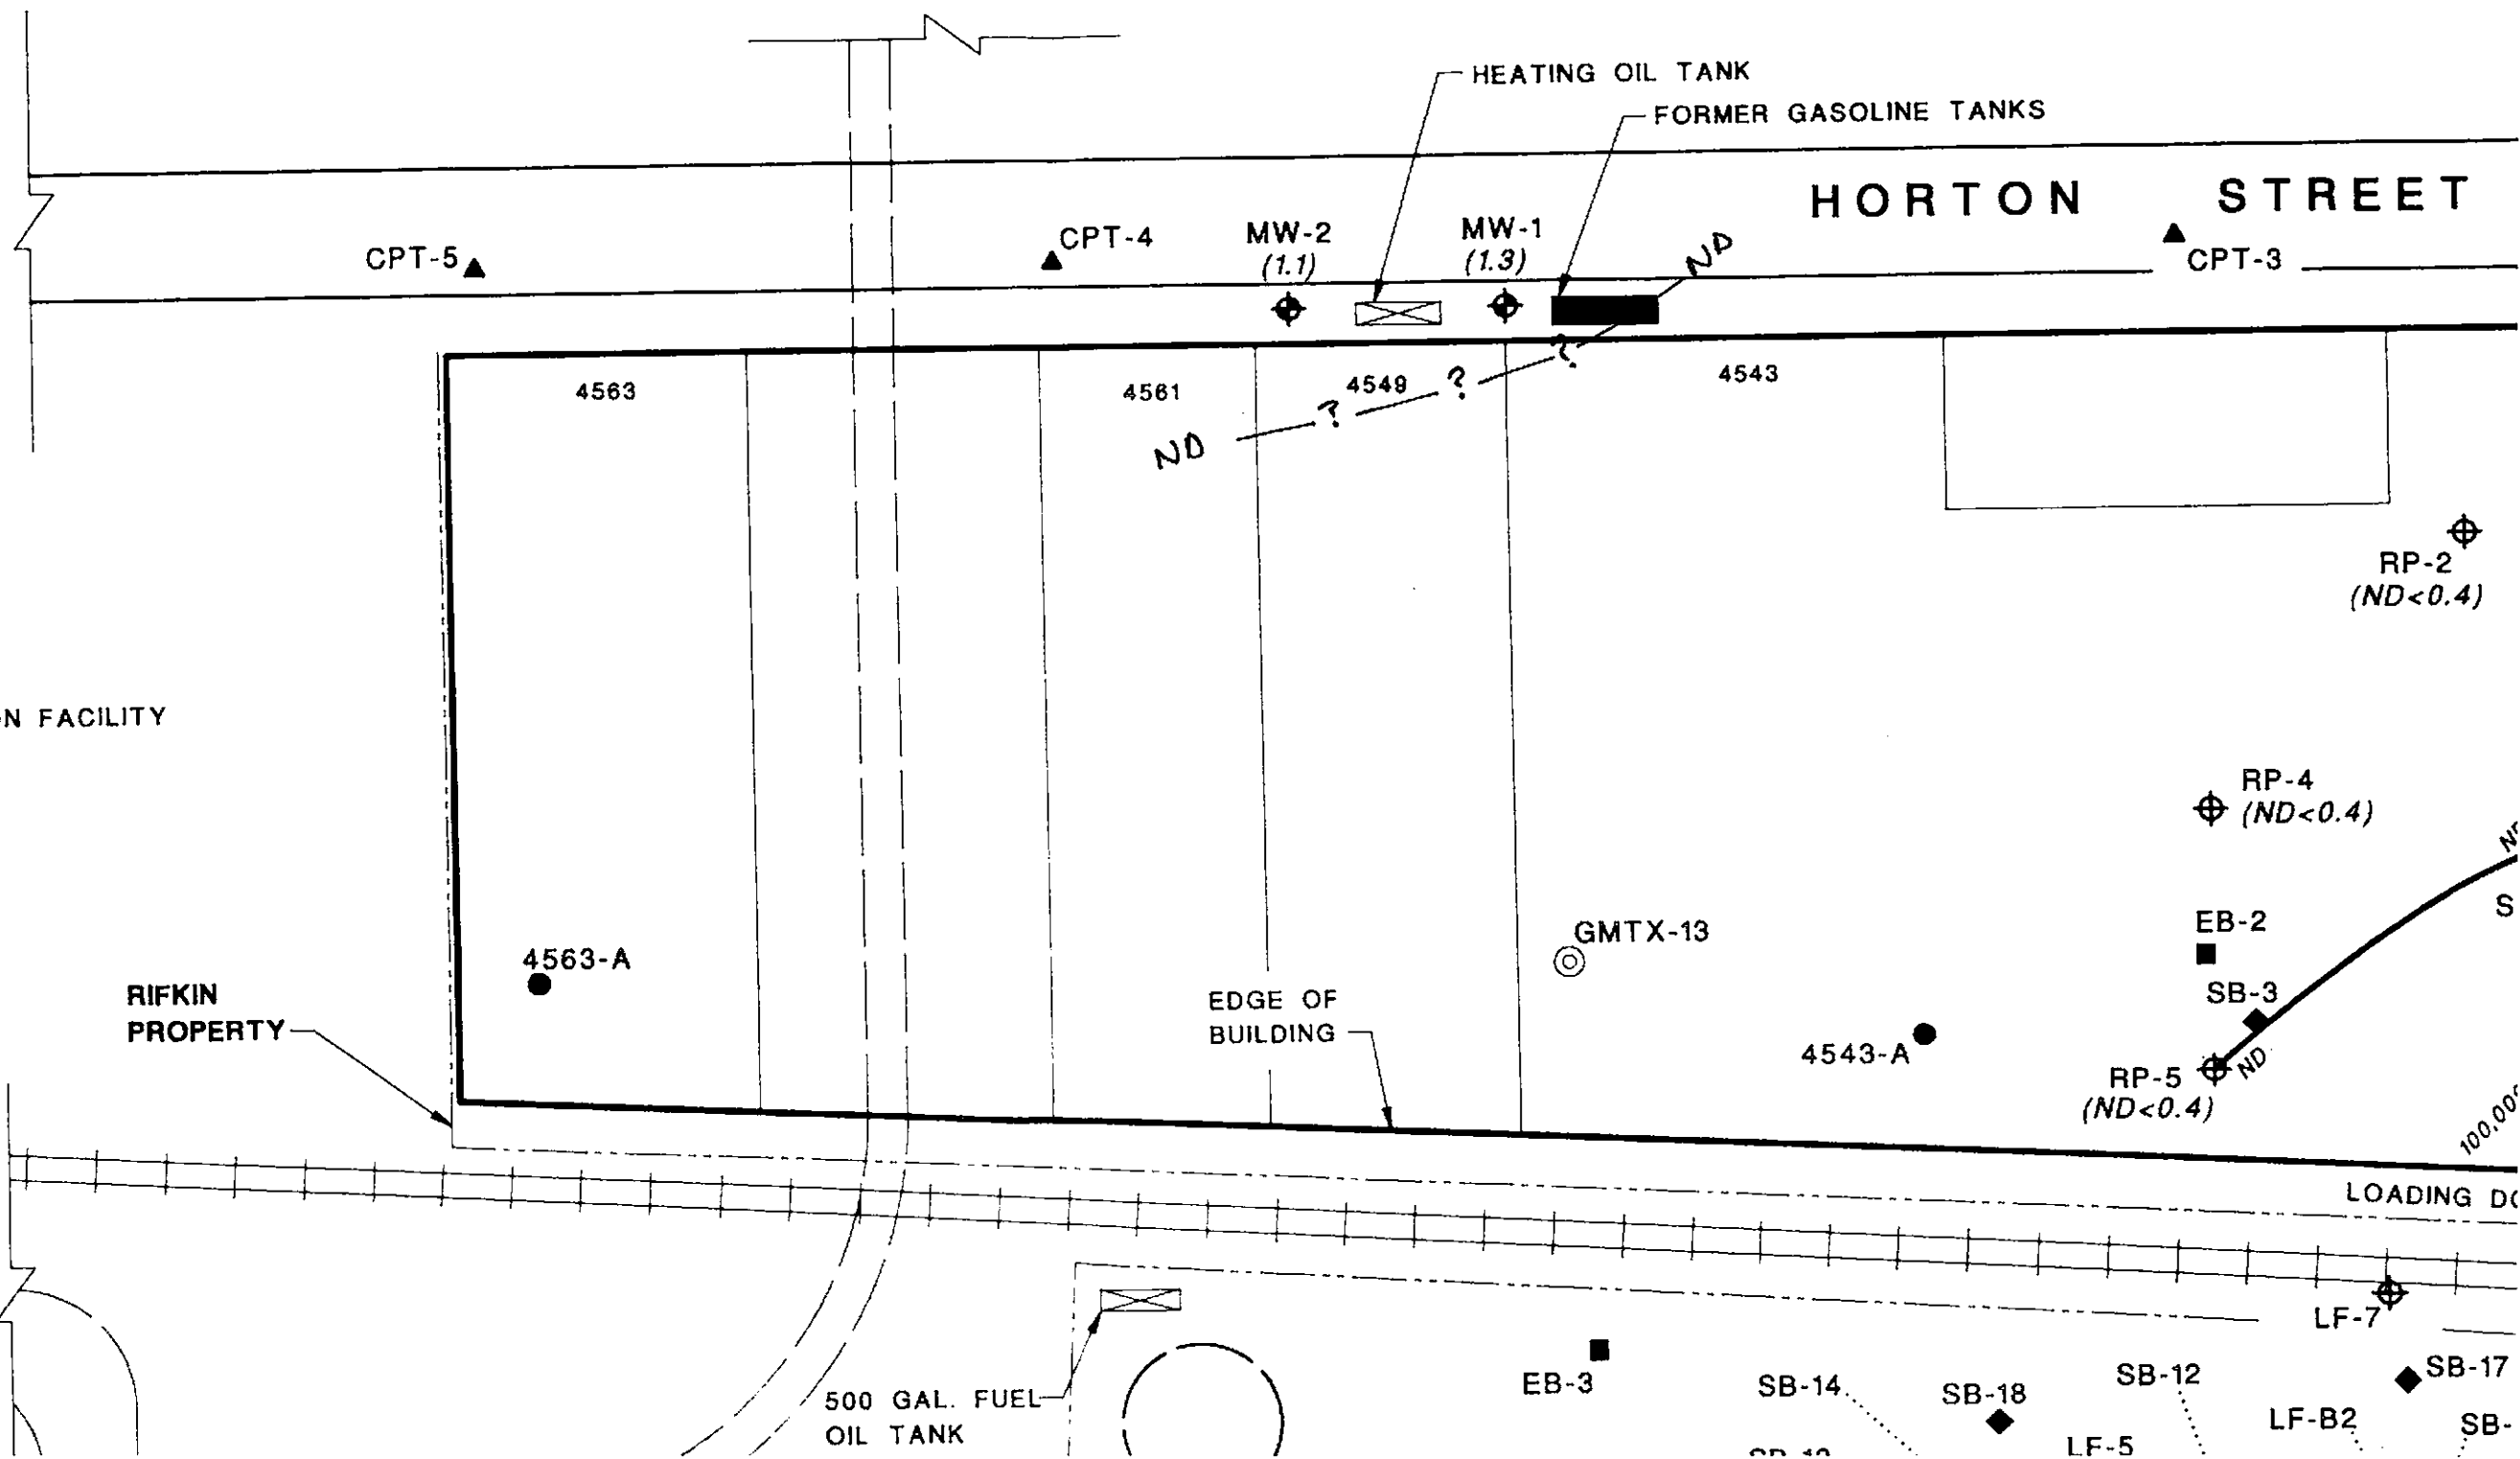 HEATING OIL TANK
FORMER GASOLINE TANKS
HORTON STREET
CPT-5
CPT-4
MW-2
(1.1)
MW-1
(1.3)
ND
CPT-3
4563
4561
4549
4543
ND
?
?
?
RP-2
(ND<0.4)
N FACILITY
RP-4
(ND<0.4)
EB-2
S
SB-3
4563-A
GMTX-13
RIFKIN
PROPERTY
EDGE OF
BUILDING
4543-A
RP-5
(ND<0.4)
ND
100,00
LOADING DO
LF-7
500 GAL. FUEL
OIL TANK
EB-3
SB-14
SB-18
SB-12
SB-17
LF-B2
SB-
LF-5